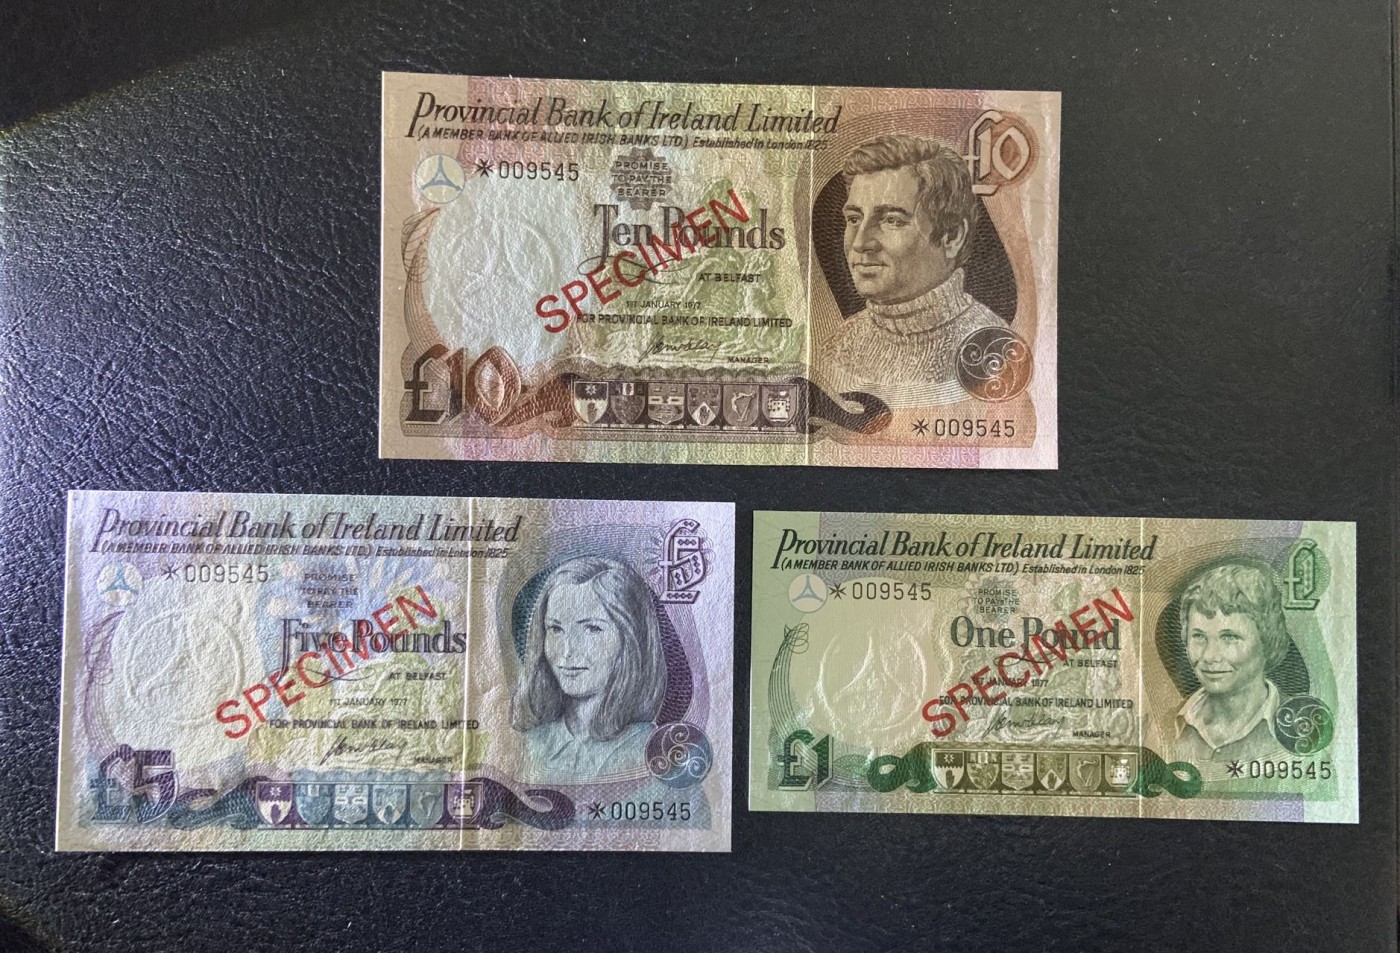 Provincial Bank of Ireland Limited
(A MEMBER BANK OF ALLIED IRISH BANKS LTD.) Established in London 1825
£10
*009545
PROMISE
TO PAY THE
BEARER
Ten Pounds
SPECIMEN
AT BELFAST
1ST JANUARY 1977
FOR PROVINCIAL BANK OF IRELAND LIMITED
MANAGER
£10
*009545
Provincial Bank of Ireland Limited
(A MEMBER BANK OF ALLIED IRISH BANKS LTD.) Established in London 1825
£5
*009545
PROMISE
TO PAY THE
BEARER
Five Pounds
SPECIMEN
AT BELFAST
1ST JANUARY 1977
FOR PROVINCIAL BANK OF IRELAND LIMITED
MANAGER
£5
*009545
Provincial Bank of Ireland Limited
(A MEMBER BANK OF ALLIED IRISH BANKS LTD.) Established in London 1825
£1
*009545
PROMISE
TO PAY THE
BEARER
One Pound
SPECIMEN
AT BELFAST
1ST JANUARY 1977
FOR PROVINCIAL BANK OF IRELAND LIMITED
MANAGER
£1
*009545